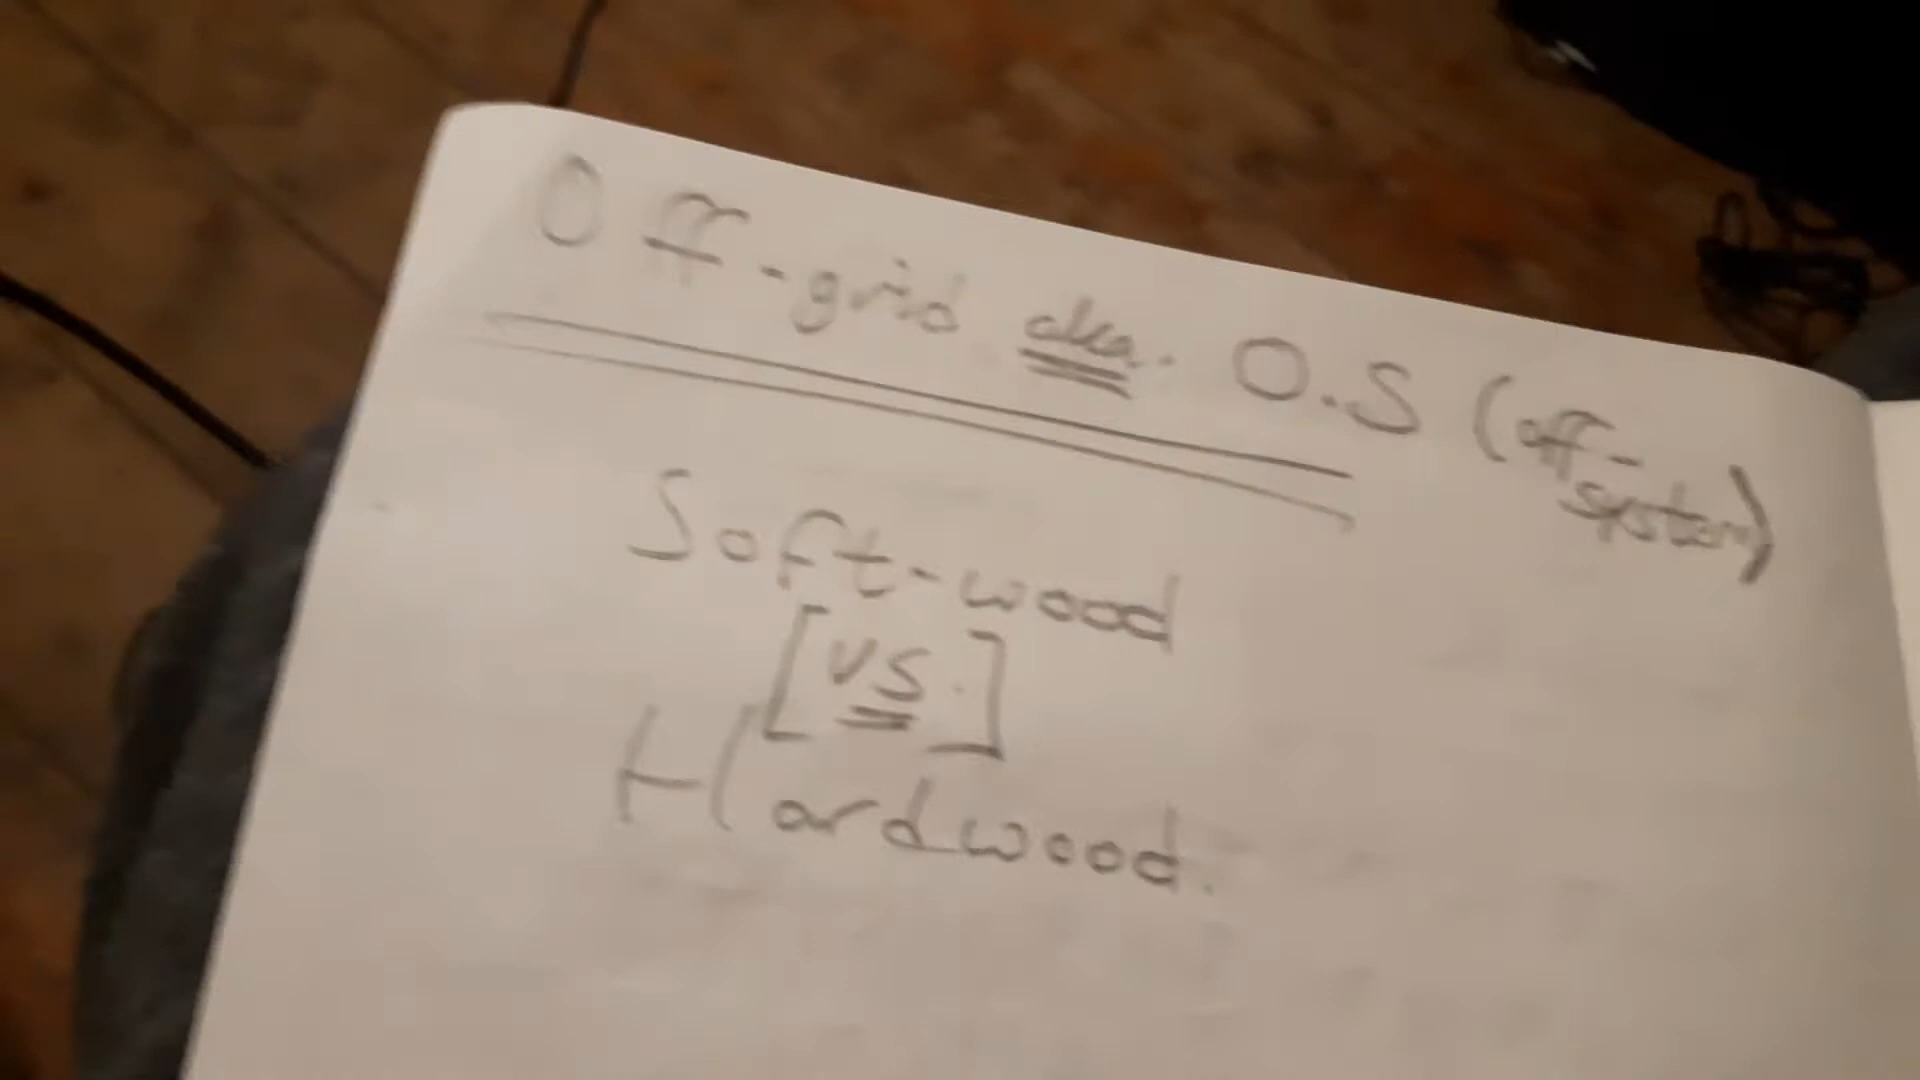 Off-grid aka. O.S (off-
system)
Soft-wood
[vs.]
Hardwood.